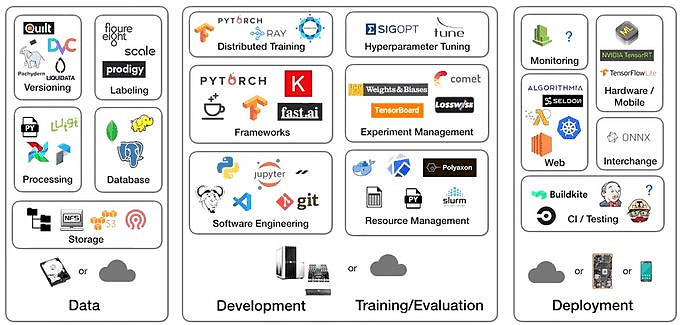 Quilt
DVC
Pachyderm
LIQUIDATA
Versioning
figure
eight
scale
prodigy
Labeling
PY
Luigi
Processing
Database
NFS
S3
Storage
or
Data
PYTORCH
RAY
Distributed Training
SIGOPT
tune
Hyperparameter Tuning
PYTORCH
K
fast.ai
Frameworks
Weights & Biases
comet
TensorBoard
LOSSWISE
Experiment Management
jupyter
git
Software Engineering
Polyaxon
PY
slurm
Resource Management
or
Development
Training/Evaluation
?
Monitoring
ML
NVIDIA TensorRT
TensorFlowLite
Hardware /
Mobile
ALGORITHMIA
SELDON
Web
ONNX
Interchange
Buildkite
?
CI / Testing
or
or
Deployment